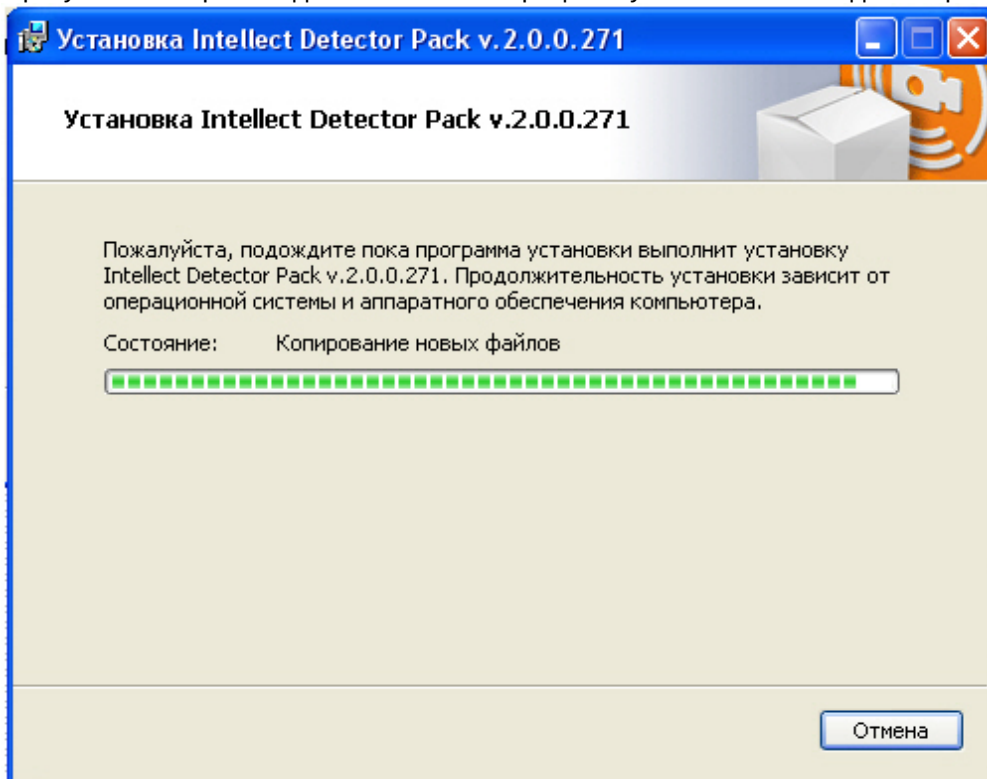 Установка Intellect Detector Pack v.2.0.0.271
Установка Intellect Detector Pack v.2.0.0.271
Пожалуйста, подождите пока программа установки выполнит установку
Intellect Detector Pack v.2.0.0.271. Продолжительность установки зависит от
операционной системы и аппаратного обеспечения компьютера.
Состояние: Копирование новых файлов
Отмена